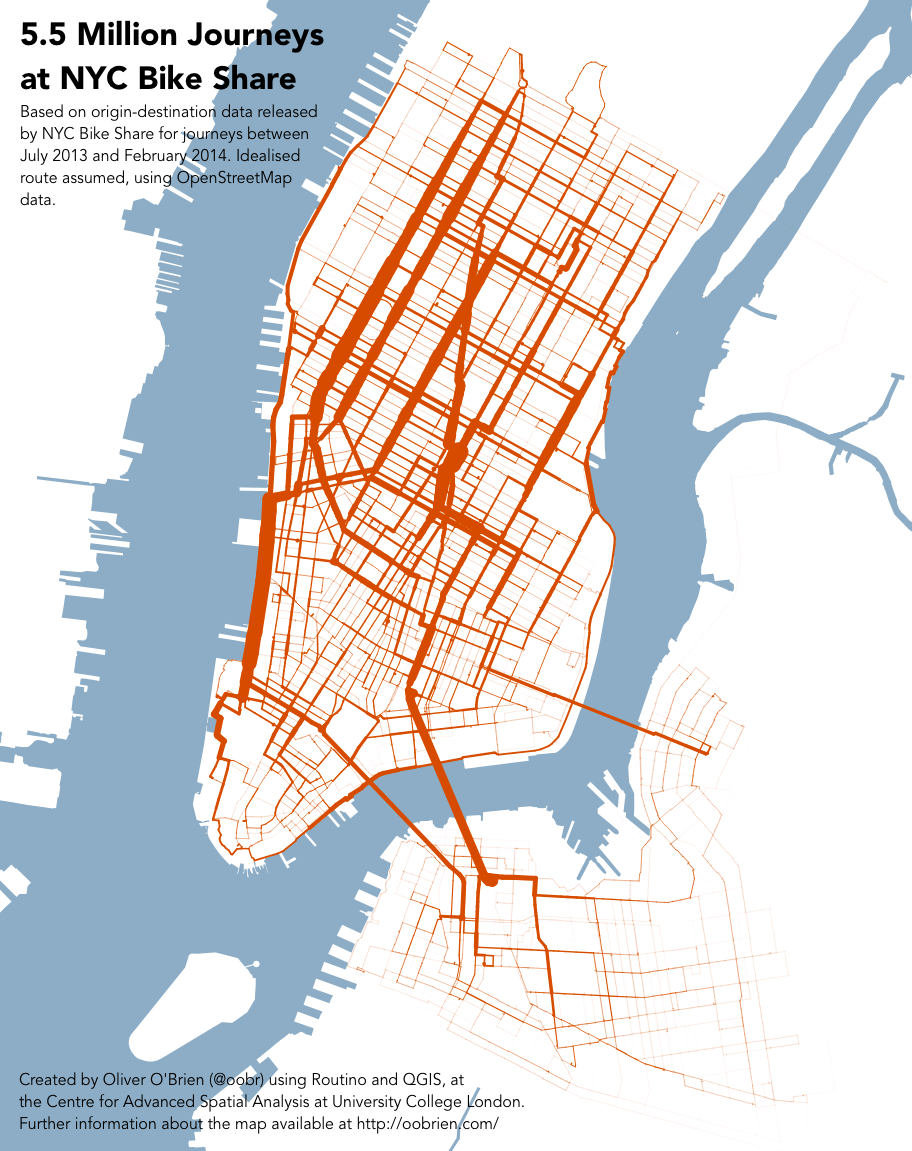 5.5 Million Journeys
at NYC Bike Share
Based on origin-destination data released
by NYC Bike Share for journeys between
July 2013 and February 2014. Idealised
route assumed, using OpenStreetMap
data.
Created by Oliver O'Brien (@oobr) using Routino and QGIS, at
the Centre for Advanced Spatial Analysis at University College London.
Further information about the map available at http://oobrien.com/